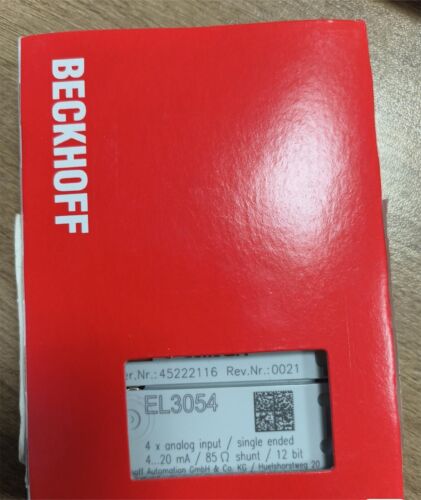 BECKHOFF
er.Nr.: 45222116 Rev.Nr.: 0021
EL3054
4 x analog input / single ended
4...20 mA / 85 Ω shunt / 12 bit
off Automation GmbH & Co. KG / Huelshorstweg 20